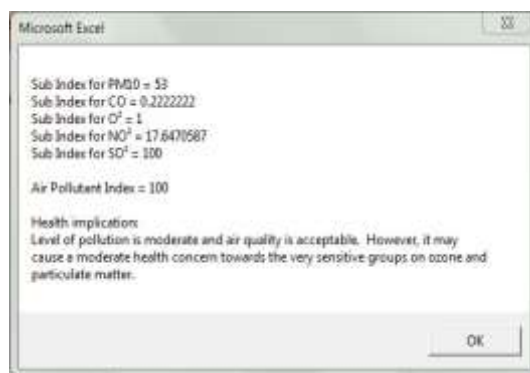 Microsoft Excel
Sub Index for PM10 = 53
Sub Index for CO = 0.2222222
Sub Index for O² = 1
Sub Index for NO² = 17.6470587
Sub Index for SO² = 100
Air Pollutant Index = 100
Health implication:
Level of pollution is moderate and air quality is acceptable. However, it may
cause a moderate health concern towards the very sensitive groups on ozone and
particulate matter.
OK